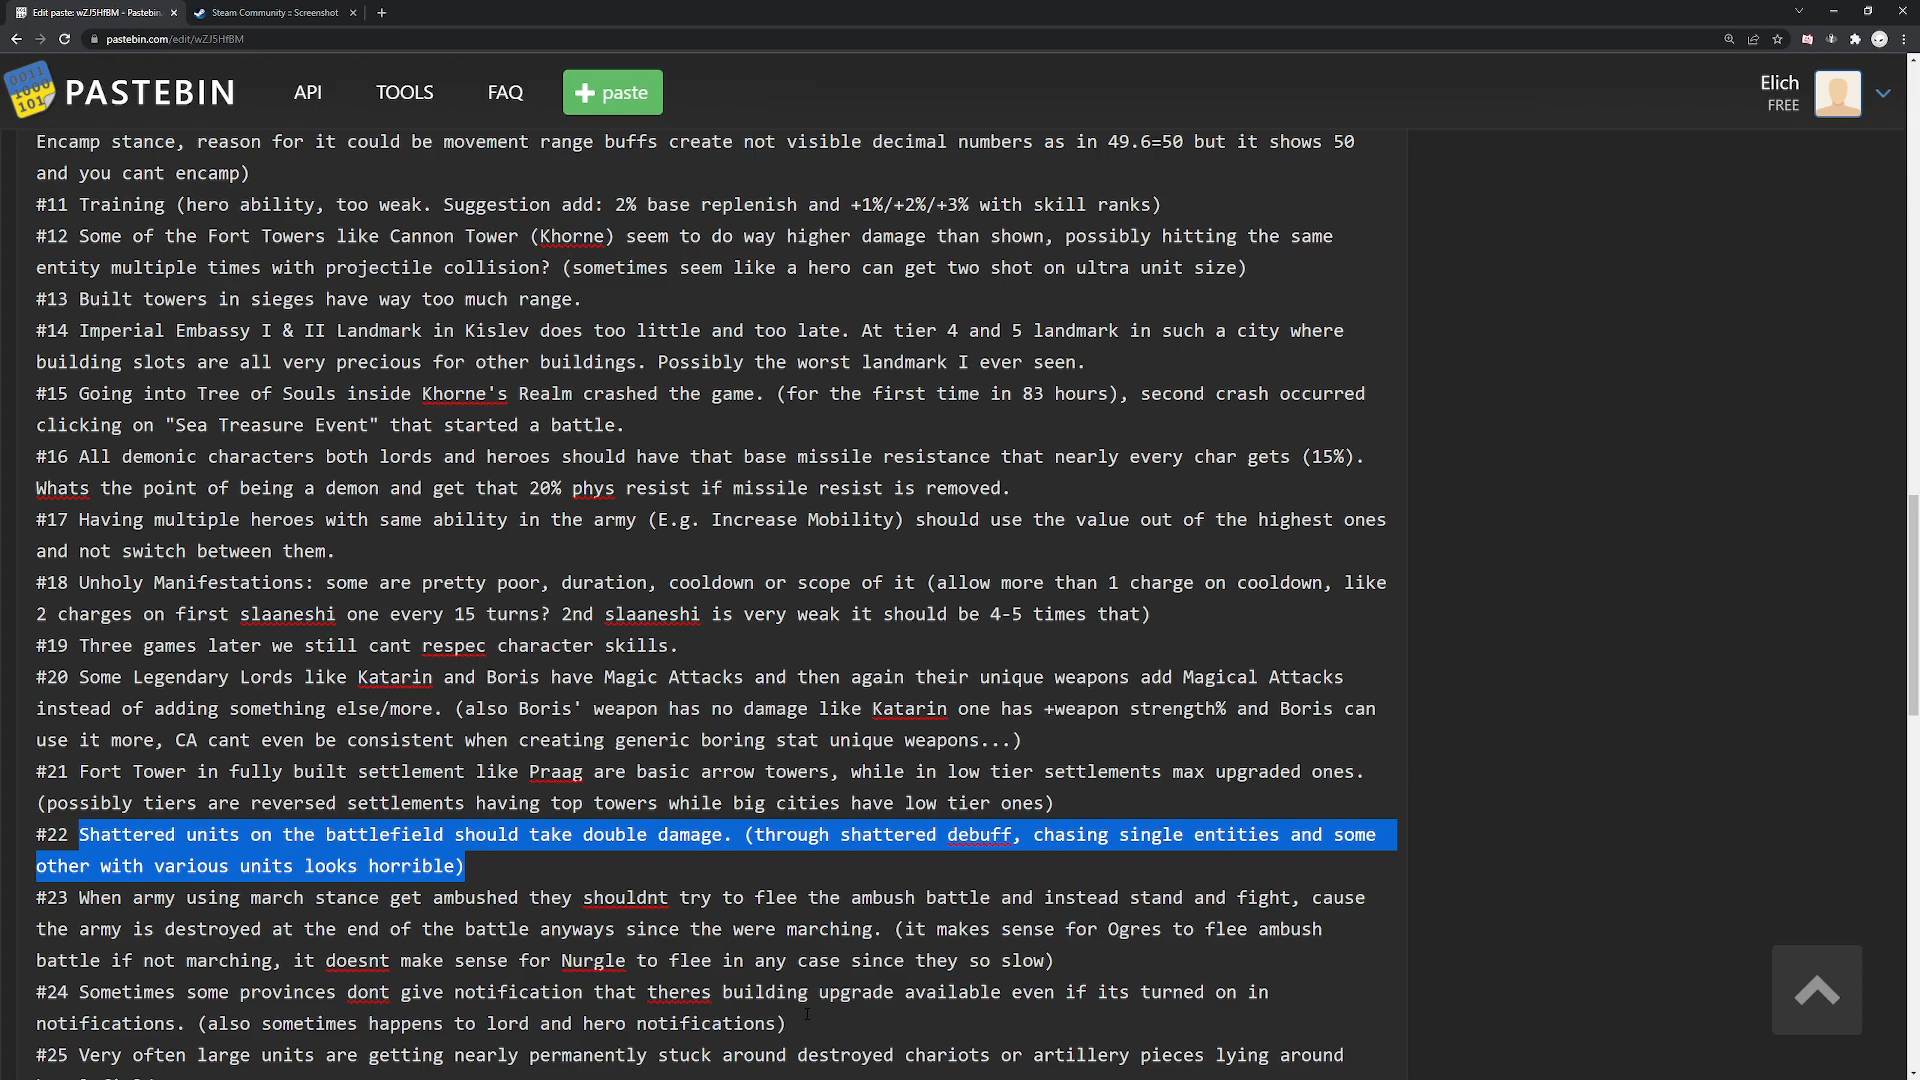 Edit paste: wZJ5HfBM - Pastebin.
Steam Community :: Screenshot
pastebin.com/edit/wZJ5HfBM
0011
1000
101
PASTEBIN
API
TOOLS
FAQ
+ paste
Elich
FREE
Encamp stance, reason for it could be movement range buffs create not visible decimal numbers as in 49.6=50 but it shows 50
and you cant encamp)
#11 Training (hero ability, too weak. Suggestion add: 2% base replenish and +1%/+2%/+3% with skill ranks)
#12 Some of the Fort Towers like Cannon Tower (Khorne) seem to do way higher damage than shown, possibly hitting the same
entity multiple times with projectile collision? (sometimes seem like a hero can get two shot on ultra unit size)
#13 Built towers in sieges have way too much range.
#14 Imperial Embassy I & II Landmark in Kislev does too little and too late. At tier 4 and 5 landmark in such a city where
building slots are all very precious for other buildings. Possibly the worst landmark I ever seen.
#15 Going into Tree of Souls inside Khorne's Realm crashed the game. (for the first time in 83 hours), second crash occurred
clicking on "Sea Treasure Event" that started a battle.
#16 All demonic characters both lords and heroes should have that base missile resistance that nearly every char gets (15%).
Whats the point of being a demon and get that 20% phys resist if missile resist is removed.
#17 Having multiple heroes with same ability in the army (E.g. Increase Mobility) should use the value out of the highest ones
and not switch between them.
#18 Unholy Manifestations: some are pretty poor, duration, cooldown or scope of it (allow more than 1 charge on cooldown, like
2 charges on first slaaneshi one every 15 turns? 2nd slaaneshi is very weak it should be 4-5 times that)
#19 Three games later we still cant respec character skills.
#20 Some Legendary Lords like Katarin and Boris have Magic Attacks and then again their unique weapons add Magical Attacks
instead of adding something else/more. (also Boris' weapon has no damage like Katarin one has +weapon strength% and Boris can
use it more, CA cant even be consistent when creating generic boring stat unique weapons...)
#21 Fort Tower in fully built settlement like Praag are basic arrow towers, while in low tier settlements max upgraded ones.
(possibly tiers are reversed settlements having top towers while big cities have low tier ones)
#22 Shattered units on the battlefield should take double damage. (through shattered debuff, chasing single entities and some
other with various units looks horrible)
#23 When army using march stance get ambushed they shouldnt try to flee the ambush battle and instead stand and fight, cause
the army is destroyed at the end of the battle anyways since the were marching. (it makes sense for Ogres to flee ambush
battle if not marching, it doesnt make sense for Nurgle to flee in any case since they so slow)
#24 Sometimes some provinces dont give notification that theres building upgrade available even if its turned on in
notifications. (also sometimes happens to lord and hero notifications)
#25 Very often large units are getting nearly permanently stuck around destroyed chariots or artillery pieces lying around